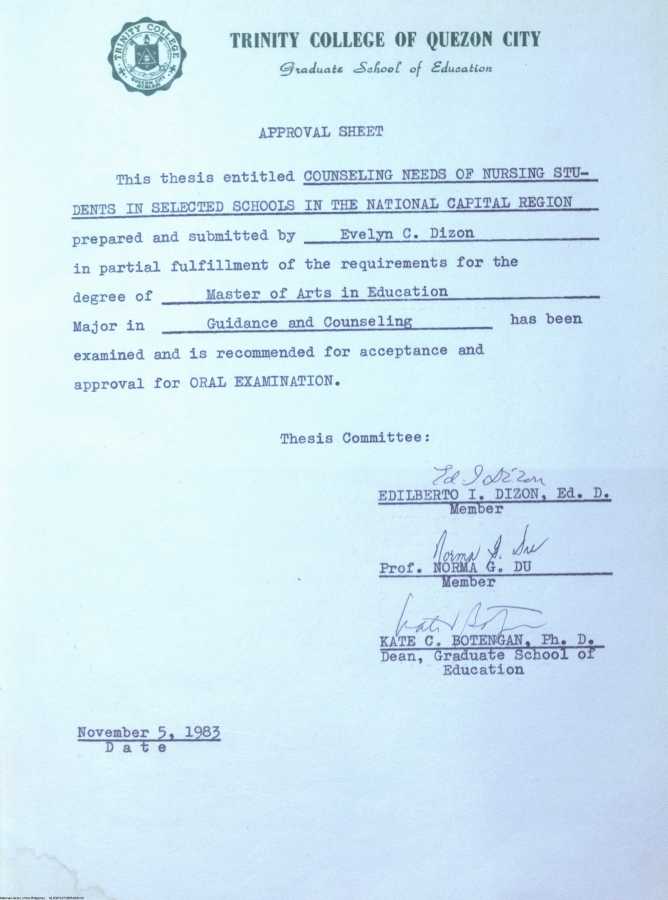 TRINITY COLLEGE
QUEZON CITY
TRINITY COLLEGE OF QUEZON CITY
Graduate School of Education
APPROVAL SHEET
This thesis entitled COUNSELING NEEDS OF NURSING STU-
DENTS IN SELECTED SCHOOLS IN THE NATIONAL CAPITAL REGION
prepared and submitted by Evelyn C. Dizon
in partial fulfillment of the requirements for the
degree of Master of Arts in Education
Major in Guidance and Counseling has been
examined and is recommended for acceptance and
approval for ORAL EXAMINATION.
Thesis Committee:
Ed I Dizon
EDILBERTO I. DIZON, Ed. D.
Member
Norma G. Du
Prof. NORMA G. DU
Member
KATE C. BOTENGAN, Ph. D.
Dean, Graduate School of
Education
November 5, 1983
D a t e